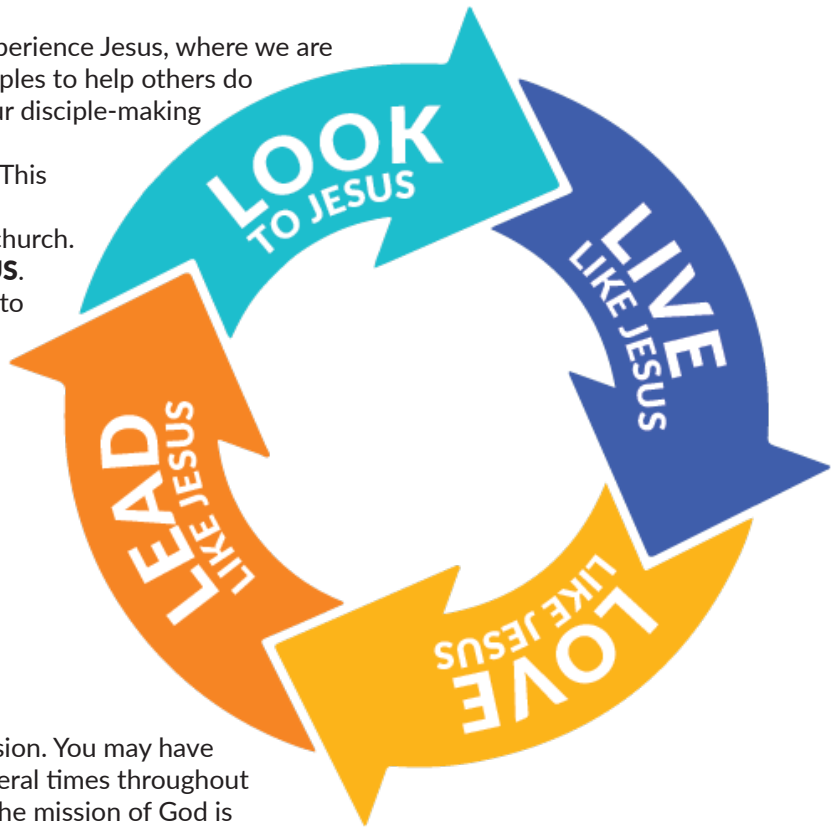 perience Jesus, where we are
ples to help others do
ur disciple-making
This
church.
US.
to
LOOK
TO JESUS
LIVE
LIKE JESUS
LOVE
LIKE JESUS
LEAD
LIKE JESUS
sion. You may have
eral times throughout
he mission of God is